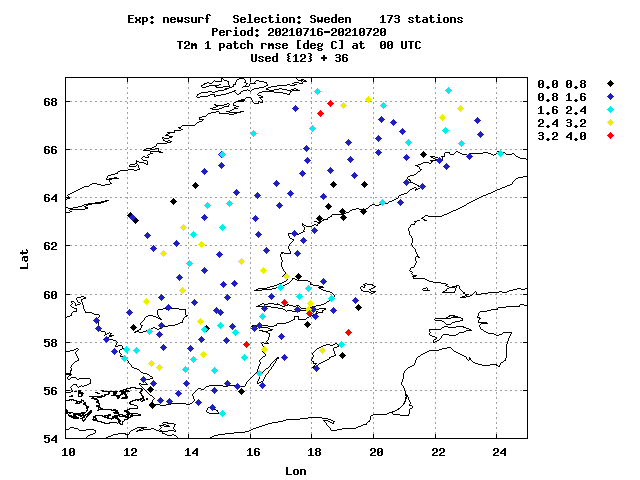 Exp: newsurf Selection: Sweden 173 stations
Period: 20210716-20210720
T2m 1 patch rmse [deg C] at 00 UTC
Used {12} + 36
0.0 0.8
0.8 1.6
1.6 2.4
2.4 3.2
3.2 4.0
68
66
64
62
60
58
56
54
Lat
10 12 14 16 18 20 22 24
Lon